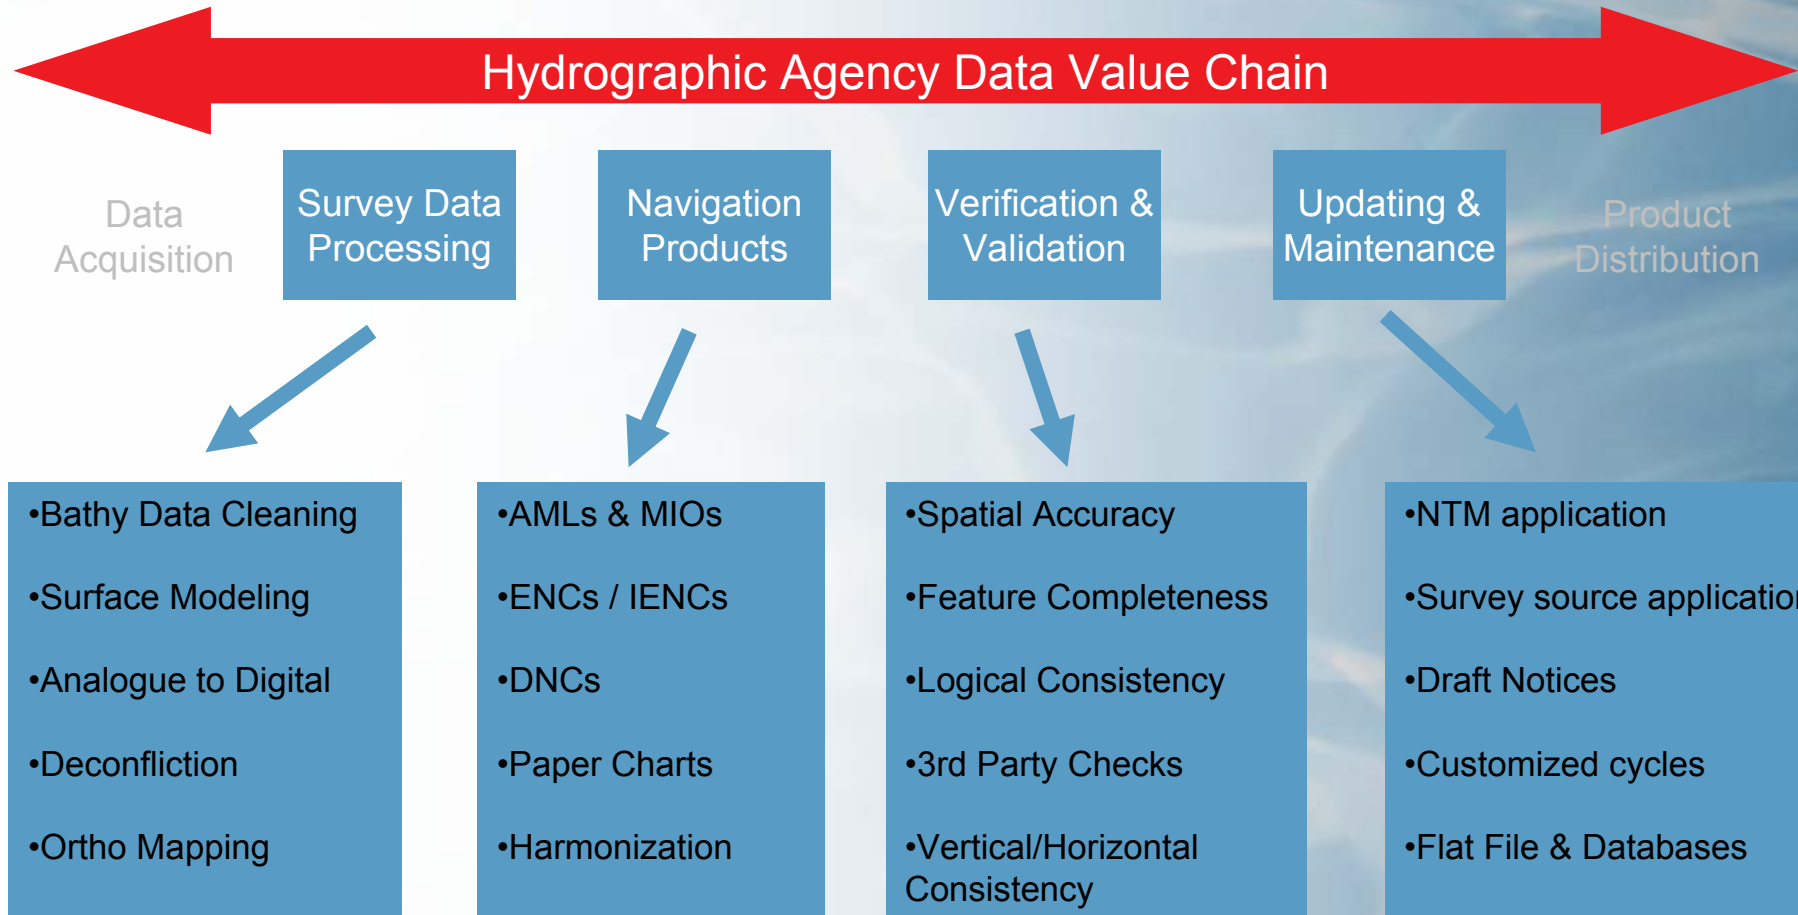 Hydrographic Agency Data Value Chain
Data
Acquisition
Survey Data
Processing
Navigation
Products
Verification &
Validation
Updating &
Maintenance
Product
Distribution
•Bathy Data Cleaning
•Surface Modeling
•Analogue to Digital
•Deconfliction
•Ortho Mapping
•AMLs & MIOs
•ENCs / IENCs
•DNCs
•Paper Charts
•Harmonization
•Spatial Accuracy
•Feature Completeness
•Logical Consistency
•3rd Party Checks
•Vertical/Horizontal
Consistency
•NTM application
•Survey source application
•Draft Notices
•Customized cycles
•Flat File & Databases